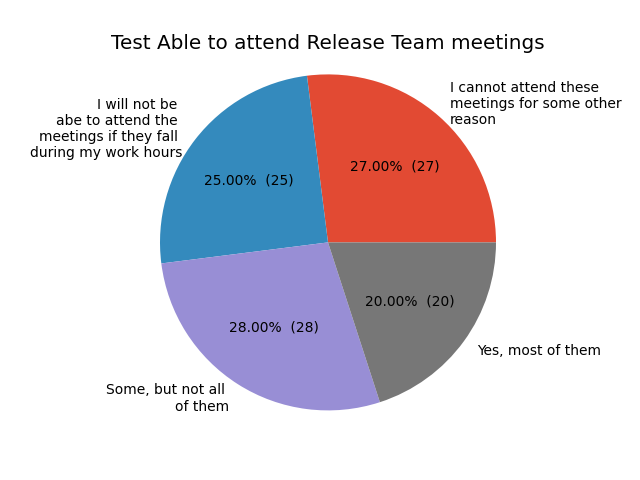 Test Able to attend Release Team meetings
I cannot attend these
meetings for some other
reason
27.00% (27)
I will not be
abe to attend the
meetings if they fall
during my work hours
25.00% (25)
Some, but not all
of them
28.00% (28)
Yes, most of them
20.00% (20)